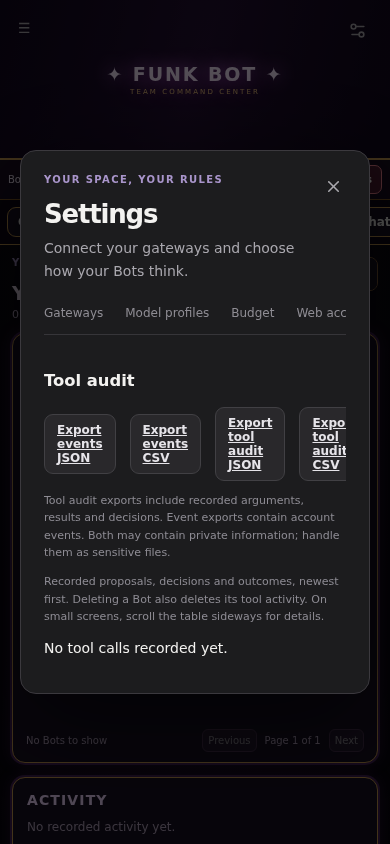 ☰
✦ FUNK BOT ✦
TEAM COMMAND CENTER
Bo
s
hat
Y
Y
0
YOUR SPACE, YOUR RULES
×
Settings
Connect your gateways and choose
how your Bots think.
Gateways Model profiles Budget Web acc
Tool audit
Export
events
JSON
Export
events
CSV
Export
tool
audit
JSON
Expo
tool
audit
CSV
Tool audit exports include recorded arguments,
results and decisions. Event exports contain account
events. Both may contain private information; handle
them as sensitive files.
Recorded proposals, decisions and outcomes, newest
first. Deleting a Bot also deletes its tool activity. On
small screens, scroll the table sideways for details.
No tool calls recorded yet.
No Bots to show Previous Page 1 of 1 Next
ACTIVITY
No recorded activity yet.